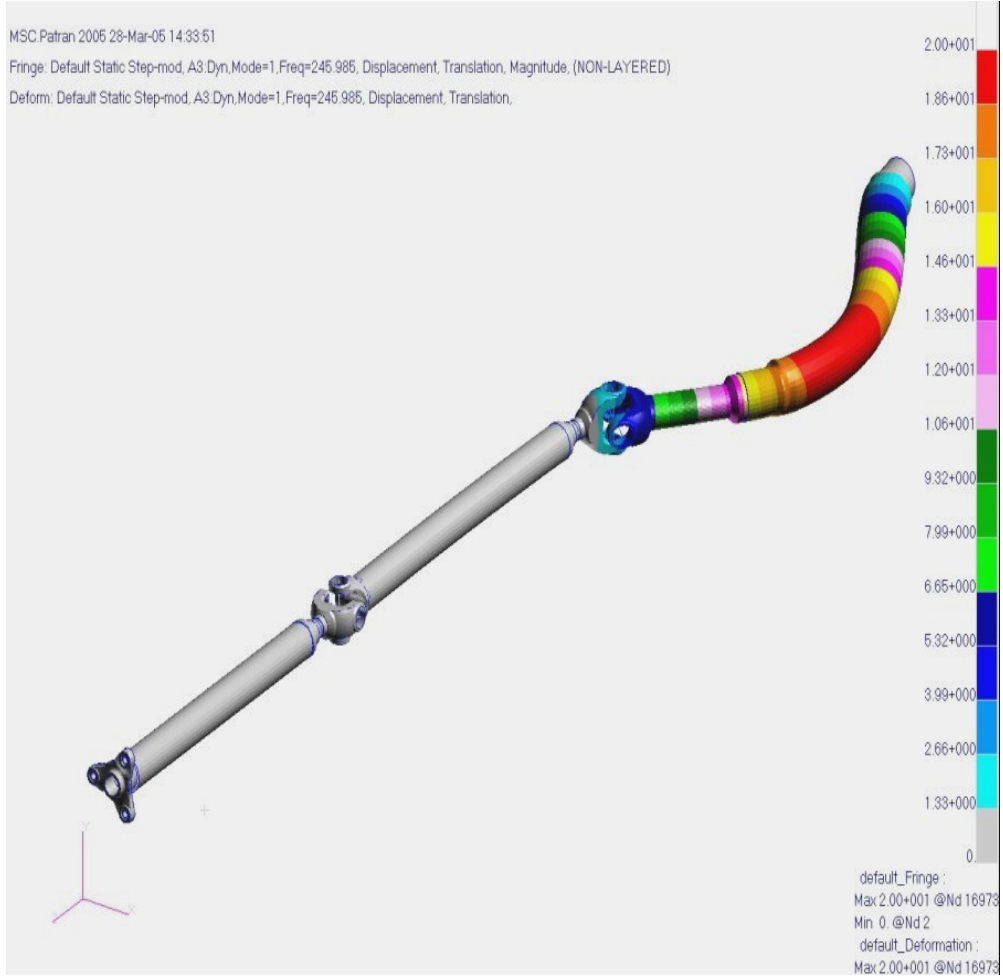 MSC.Patran 2005 28-Mar-05 14:33:51
Fringe: Default Static Step-mod, A3:Dyn,Mode=1,Freq=245.985, Displacement, Translation, Magnitude, (NON-LAYERED)
Deform: Default Static Step-mod, A3:Dyn,Mode=1,Freq=245.985, Displacement, Translation,
2.00+001
1.86+001
1.73+001
1.60+001
1.46+001
1.33+001
1.20+001
1.06+001
9.32+000
7.99+000
6.65+000
5.32+000
3.99+000
2.66+000
1.33+000
0.
Y
X
default_Fringe :
Max 2.00+001 @Nd 16973
Min 0. @Nd 2
default_Deformation :
Max 2.00+001 @Nd 16973